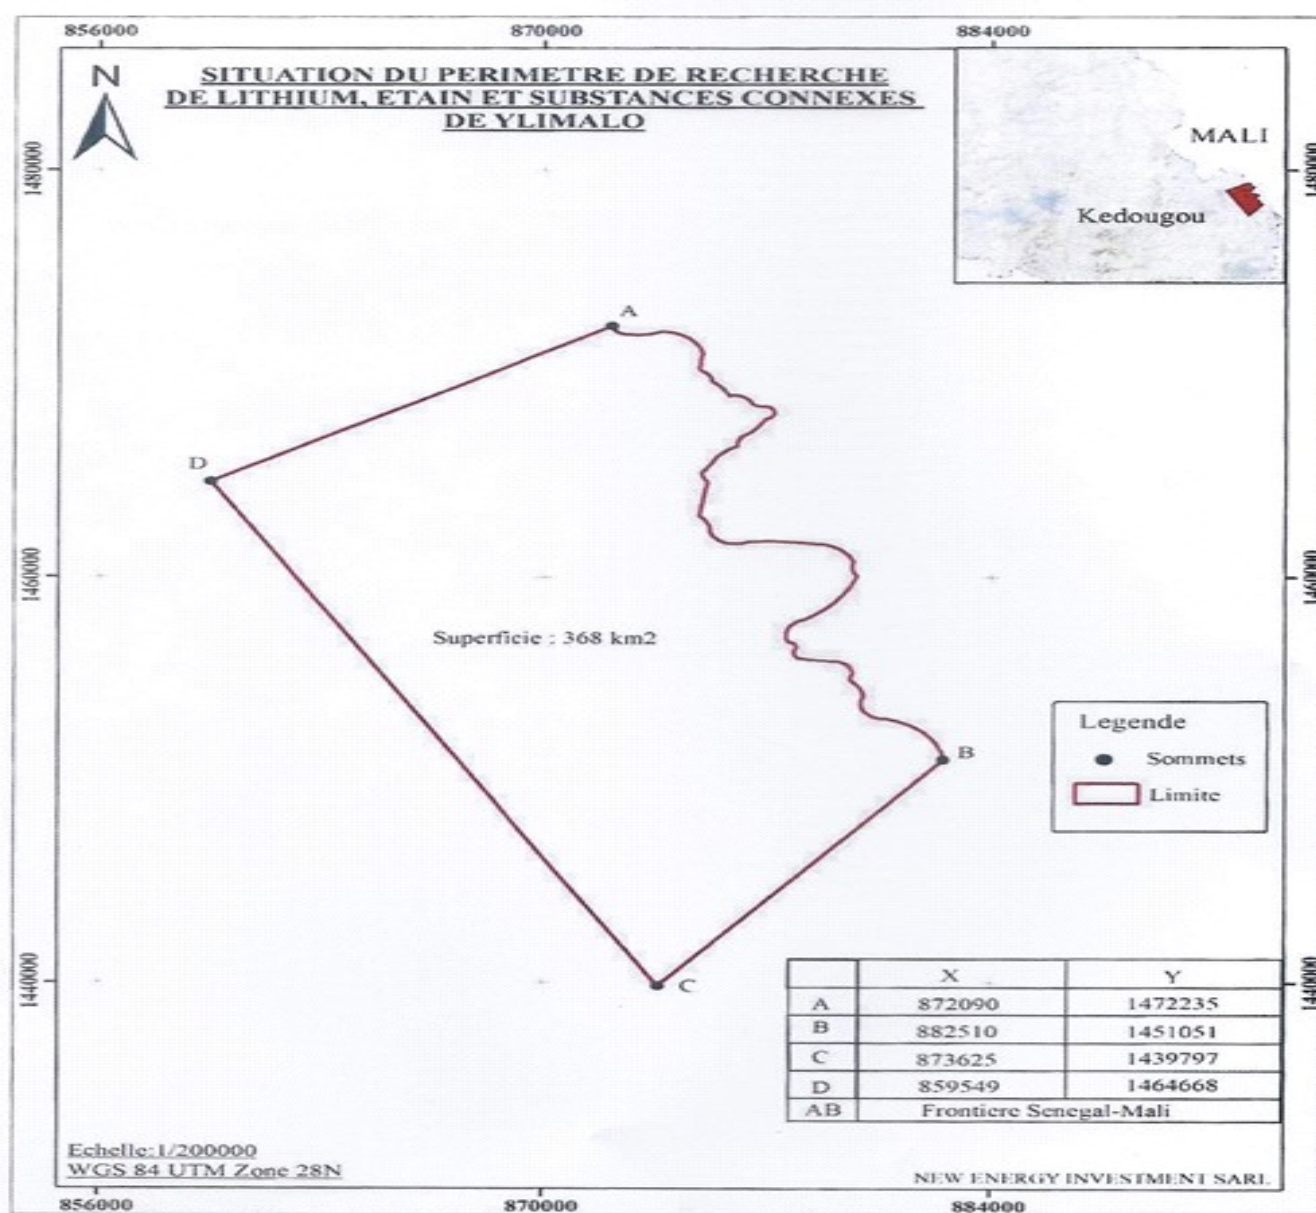 856000 870000 884000
N
SITUATION DU PERIMETRE DE RECHERCHE
DE LITHIUM, ETAIN ET SUBSTANCES CONNEXES
DE YLIMALO
MALI
Kedougou
1480000 1480000
A
D
1460000 1460000
Superficie : 368 km2
Legende
Sommets
Limite
B
C
1440000 1440000
X Y
A 872090 1472235
B 882510 1451051
C 873625 1439797
D 859549 1464668
AB Frontiere Senegal-Mali
Echelle:1/200000
WGS 84 UTM Zone 28N
NEW ENERGY INVESTMENT SARL
856000 870000 884000